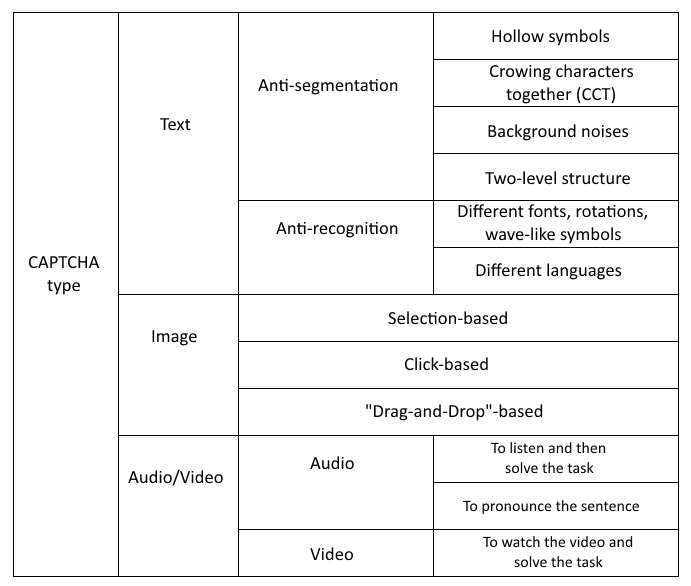 CAPTCHA
type
Text
Anti-segmentation
Hollow symbols
Crowing characters
together (CCT)
Background noises
Two-level structure
Anti-recognition
Different fonts, rotations,
wave-like symbols
Different languages
Image
Selection-based
Click-based
"Drag-and-Drop"-based
Audio/Video
Audio
To listen and then
solve the task
To pronounce the sentence
Video
To watch the video and
solve the task